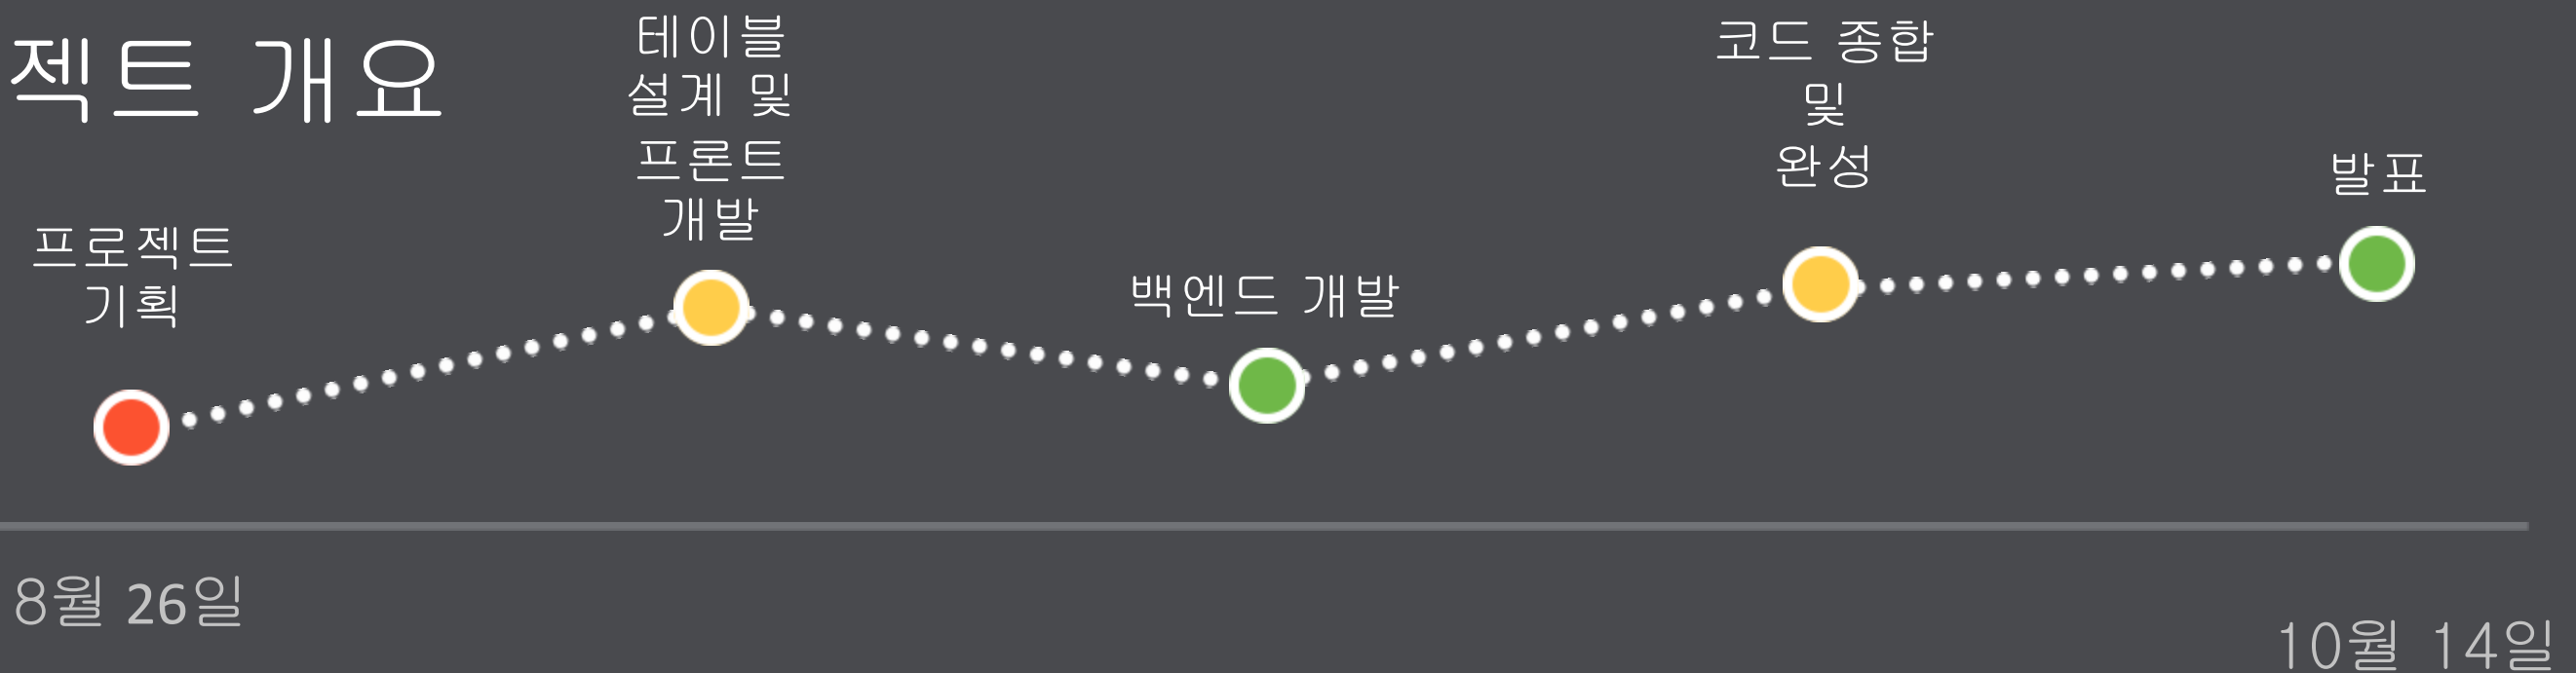 젝트 개요
프로젝트
기획
테이블
설계 및
프론트
개발
백엔드 개발
코드 종합
및
완성
발표
8월 26일
10월 14일